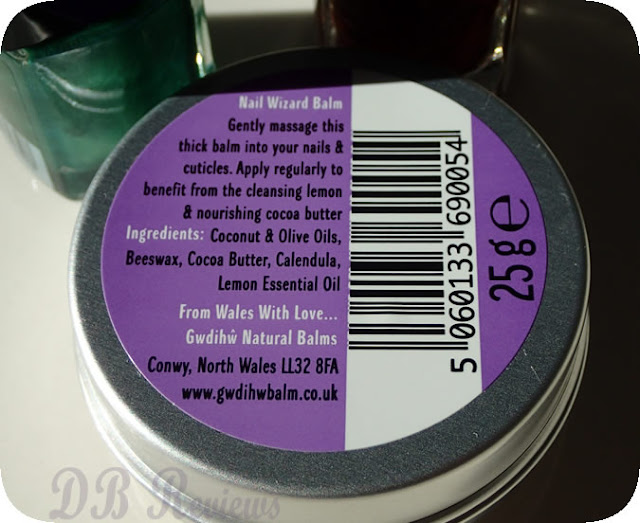 Nail Wizard Balm
Gently massage this
thick balm into your nails &
cuticles. Apply regularly to
benefit from the cleansing lemon
& nourishing cocoa butter
Ingredients: Coconut & Olive Oils,
Beeswax, Cocoa Butter, Calendula,
Lemon Essential Oil
From Wales With Love...
Gwdihŵ Natural Balms
Conwy, North Wales LL32 8FA
www.gwdihwbalm.co.uk
5 060133 690054
25g e
DB Reviews